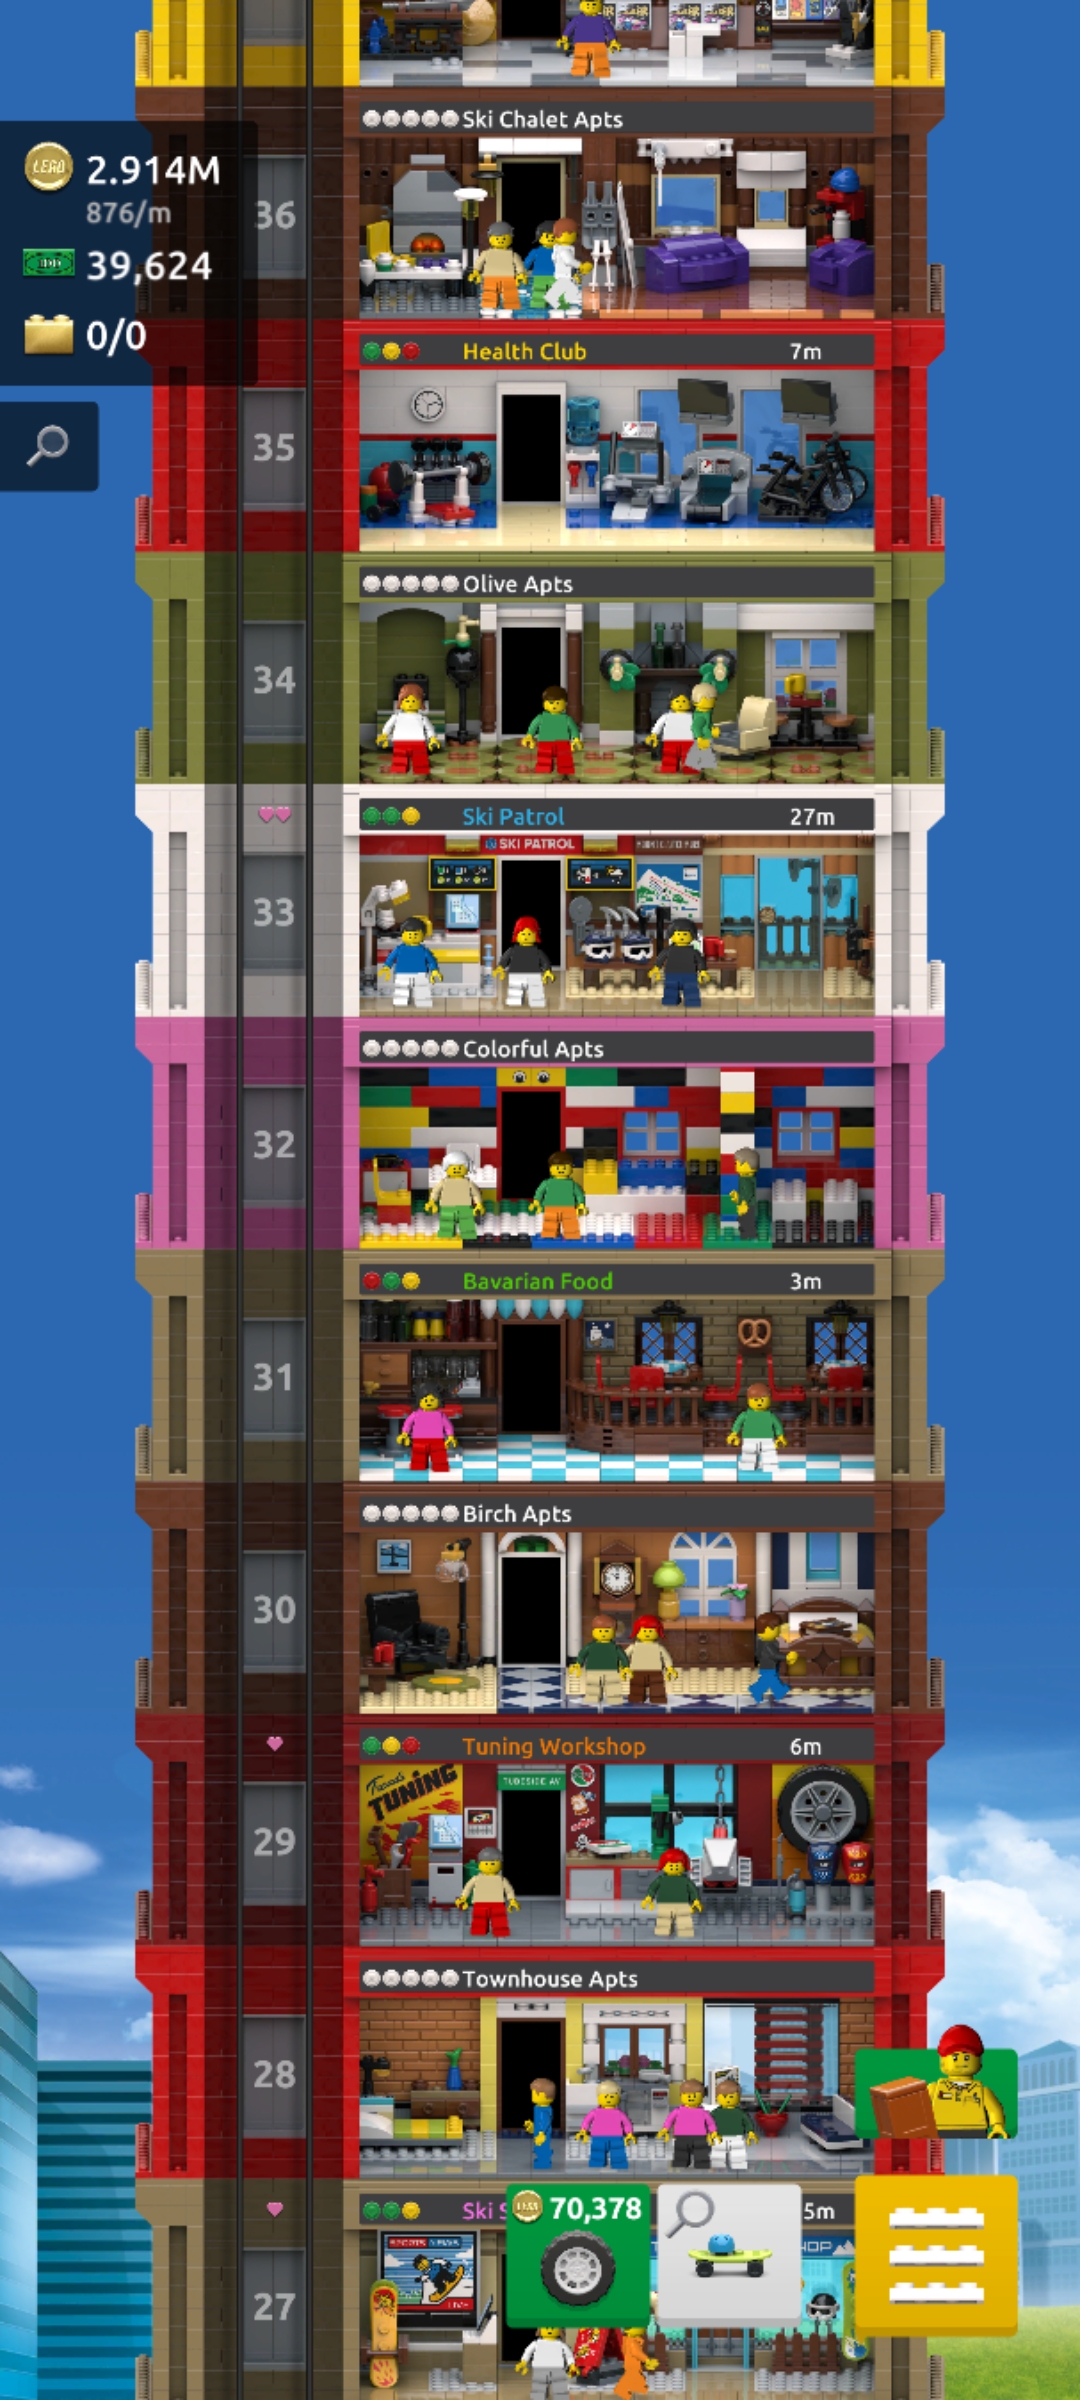 Ski Chalet Apts
LEGO 2.914M
876/m
36
39,624
0/0
Health Club 7m
35
Olive Apts
34
Ski Patrol 27m
SKI PATROL
33
Colorful Apts
32
Bavarian Food 3m
31
Birch Apts
30
Tuning Workshop 6m
TUNING
29
Townhouse Apts
28
Ski S
70,378
5m
27